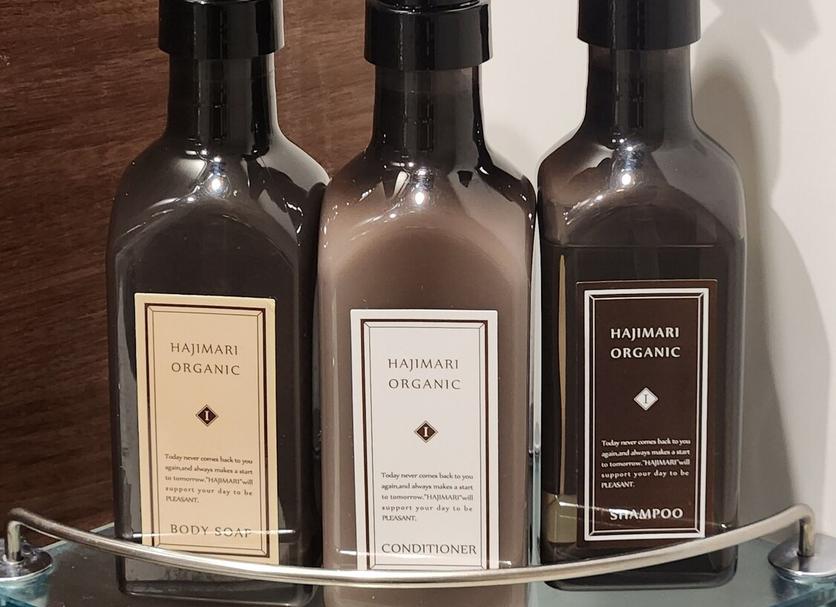 HAJIMARI
ORGANIC
I
Today never comes back to you
again,and always makes a start
to tomorrow."HAJIMARI"will
support your day to be
PLEASANT.
BODY SOAP
HAJIMARI
ORGANIC
I
Today never comes back to you
again,and always makes a start
to tomorrow."HAJIMARI"will
support your day to be
PLEASANT.
CONDITIONER
HAJIMARI
ORGANIC
I
Today never comes back to you
again,and always makes a start
to tomorrow."HAJIMARI"will
support your day to be
PLEASANT.
SHAMPOO